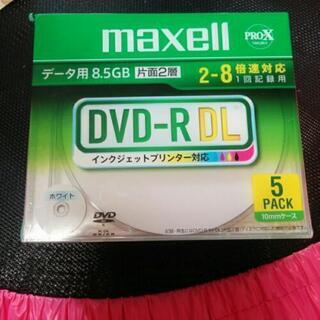 maxell
PRO-X
データ用 8.5GB 片面2層
2-8倍速対応
1回記録用
DVD-R DL
インクジェットプリンター対応
ホワイト
DVD
5
PACK
10mmケース